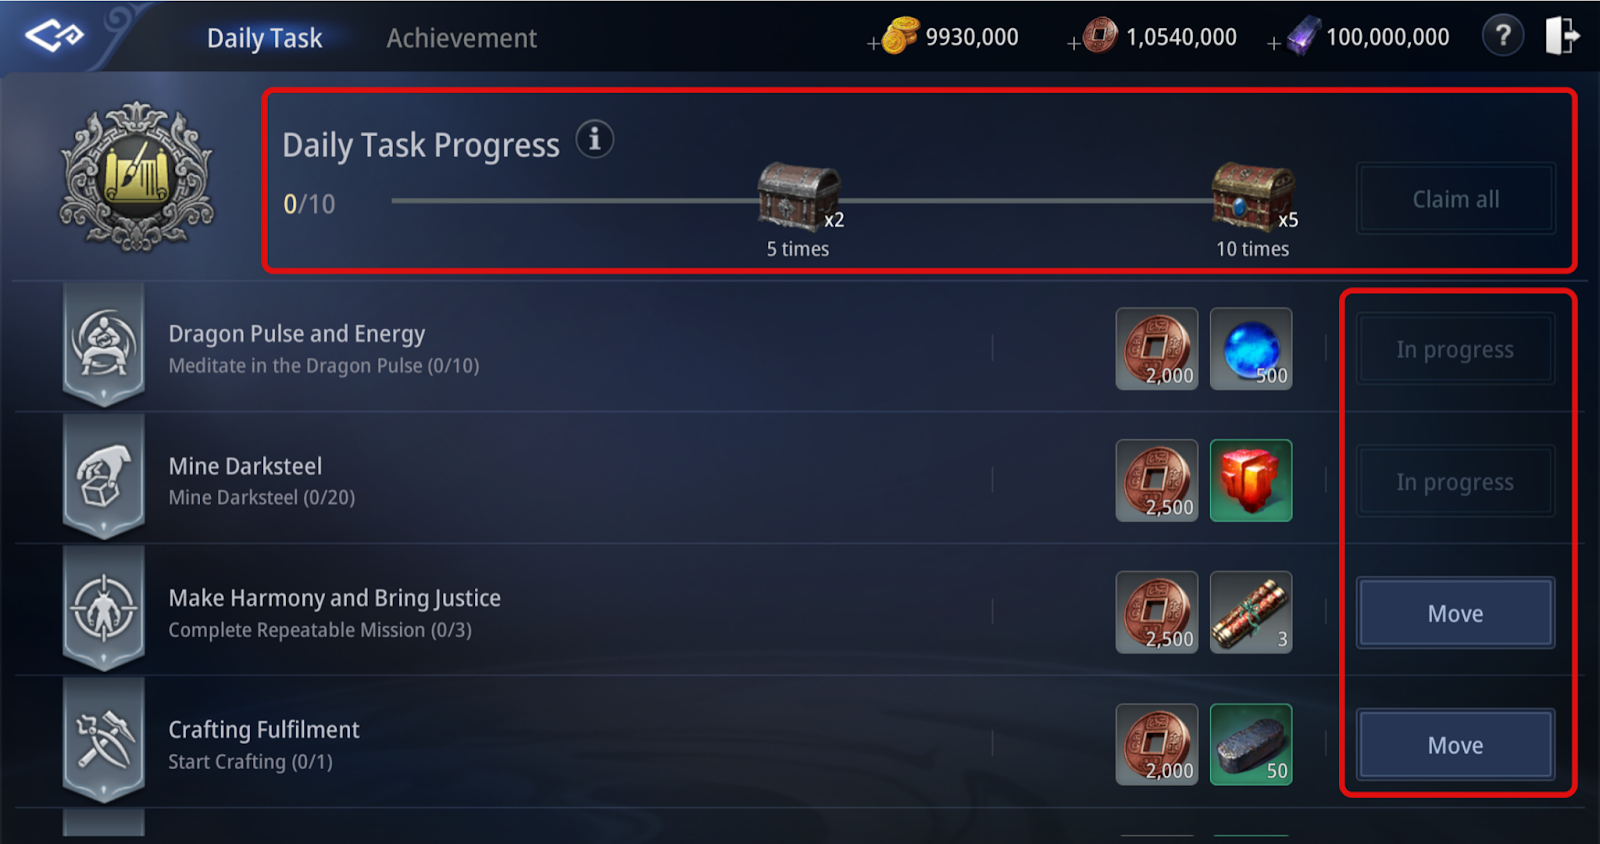 Daily Task Achievement +9930,000 +1,0540,000 +100,000,000 ?
Daily Task Progress i
0/10 x2 x5 Claim all
5 times 10 times
Dragon Pulse and Energy
Meditate in the Dragon Pulse (0/10)
2,000 500 In progress
Mine Darksteel
Mine Darksteel (0/20)
2,500 In progress
Make Harmony and Bring Justice
Complete Repeatable Mission (0/3)
2,500 3 Move
Crafting Fulfilment
Start Crafting (0/1)
2,000 50 Move